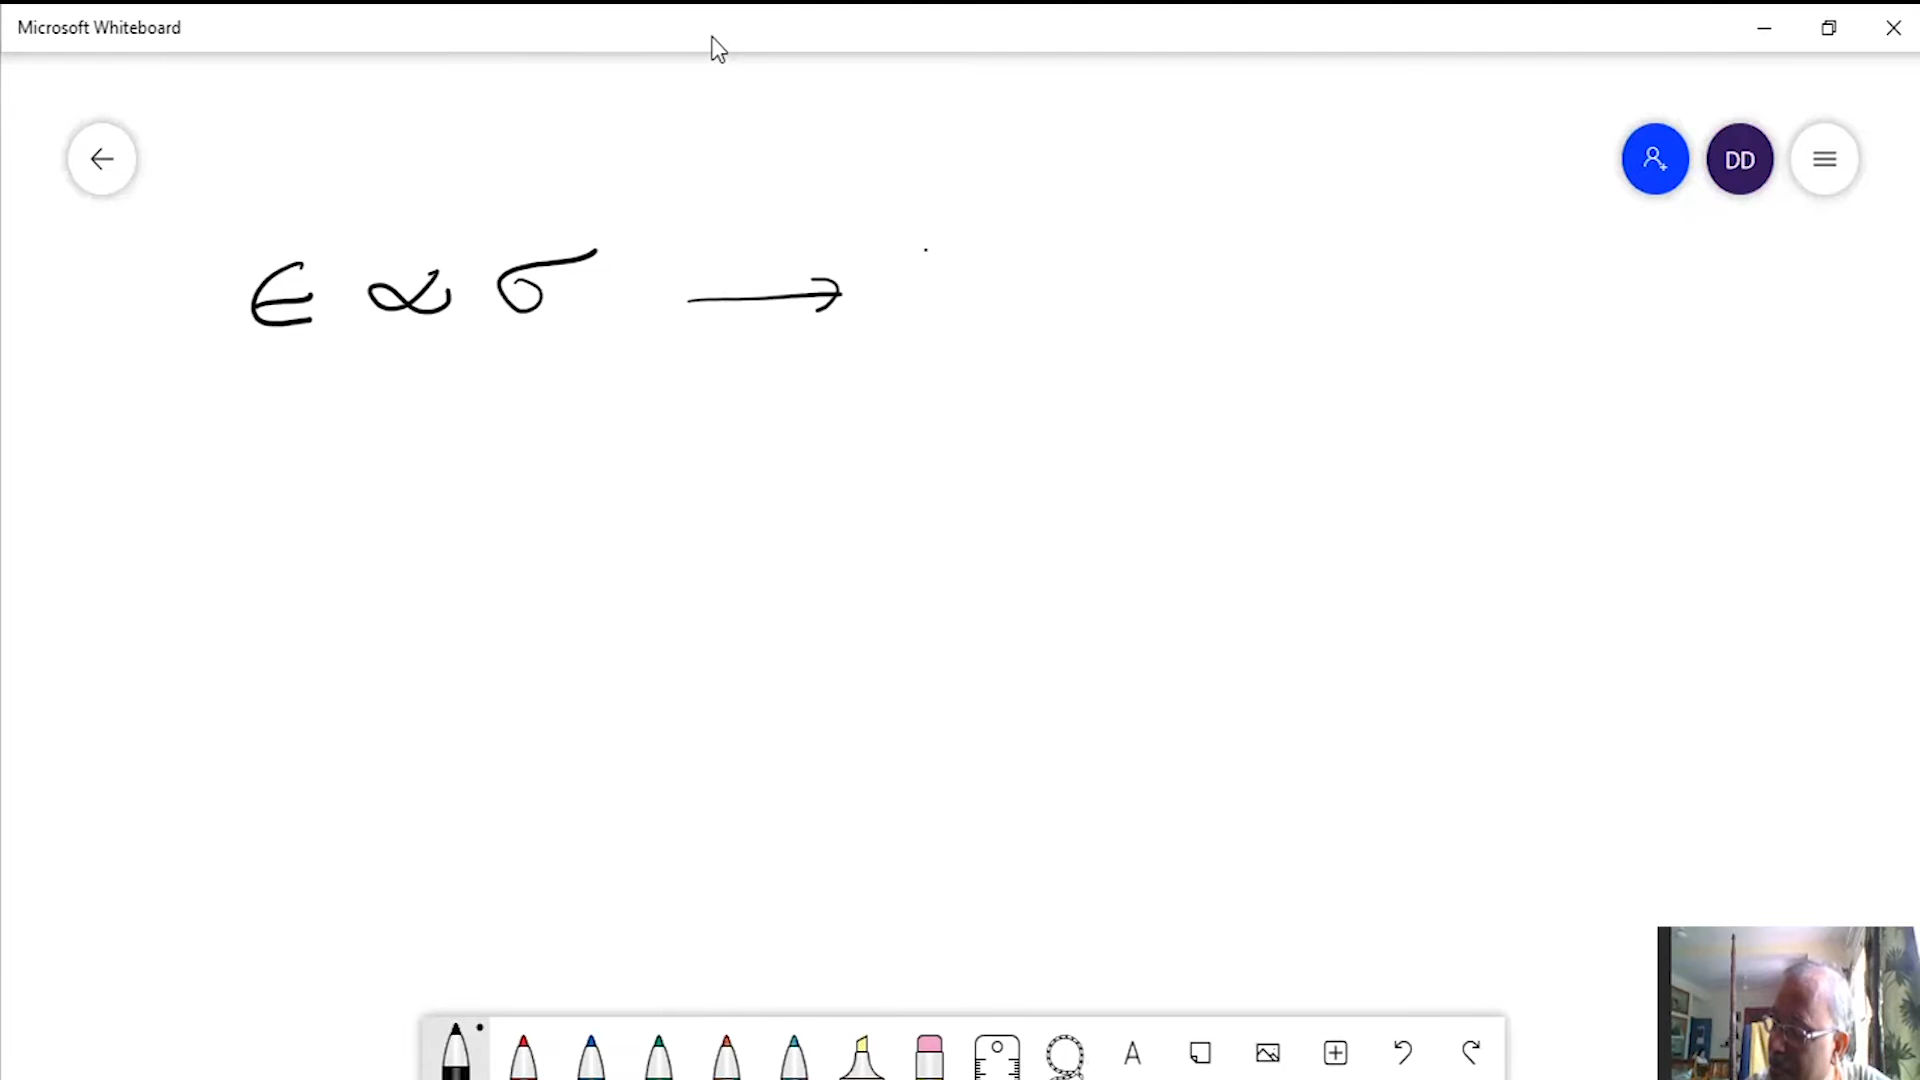 Microsoft Whiteboard
DD
∈ ∝ σ →
A